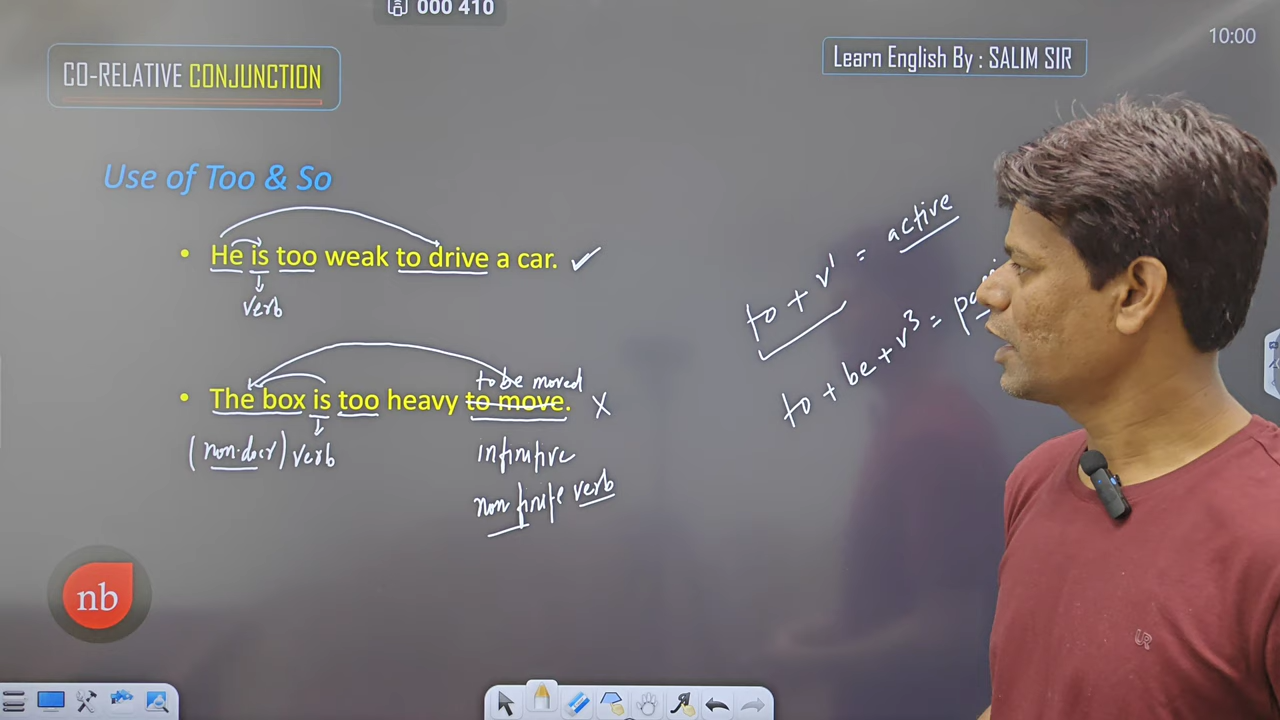 000 410
10:00
CO-RELATIVE CONJUNCTION
Learn English By : SALIM SIR
Use of Too & So
• He is too weak to drive a car. ✓
verb
to be moved
• The box is too heavy to move. X
(non-doer) verb
infinitive
non finite verb
to + v¹ = active
to + be + v³ =
nb
UR